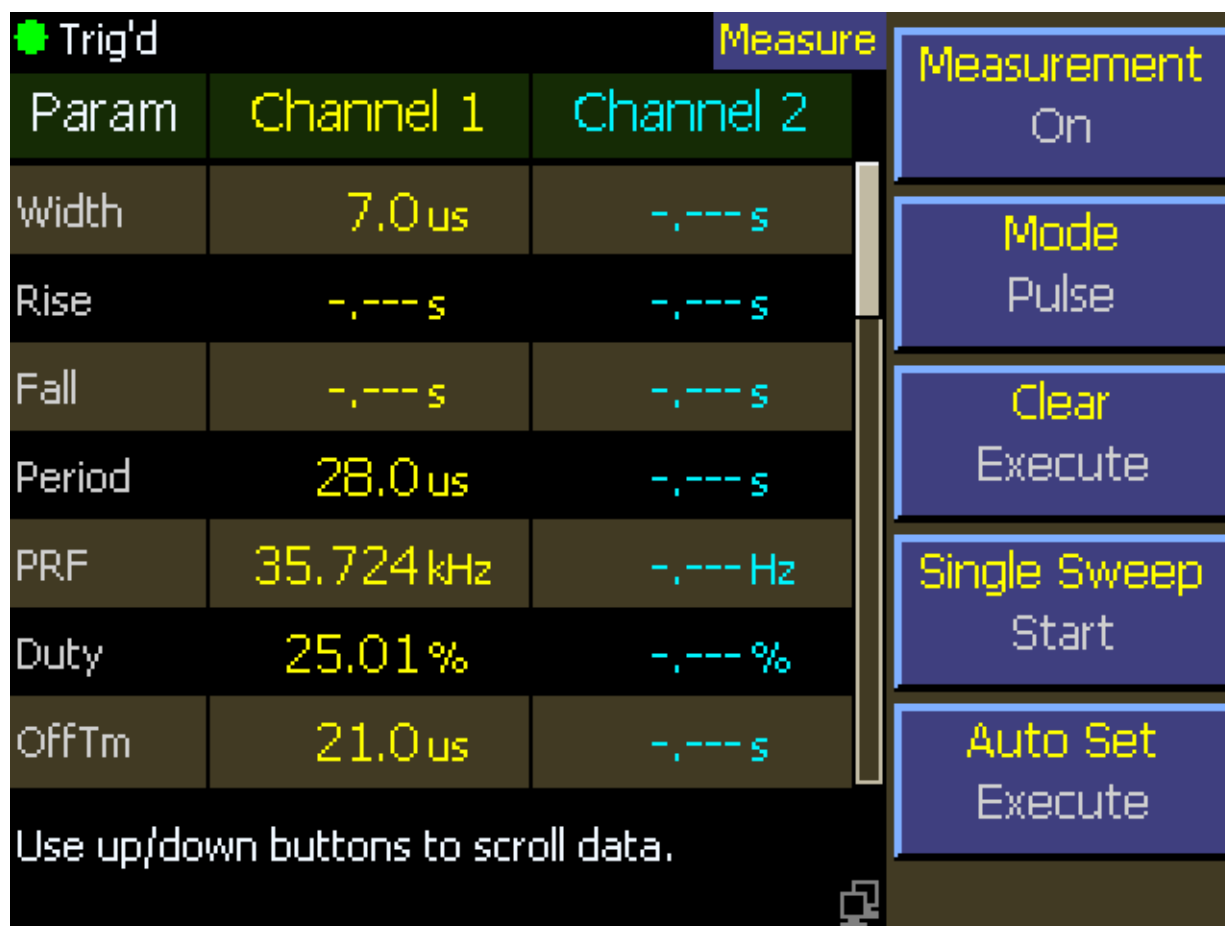 Trig'd Measure
Param Channel 1 Channel 2
Width 7.0 us -.--- s
Rise -.--- s -.--- s
Fall -.--- s -.--- s
Period 28.0 us -.--- s
PRF 35.724 kHz -.--- Hz
Duty 25.01 % -.--- %
OffTm 21.0 us -.--- s
Use up/down buttons to scroll data.
Measurement
On
Mode
Pulse
Clear
Execute
Single Sweep
Start
Auto Set
Execute